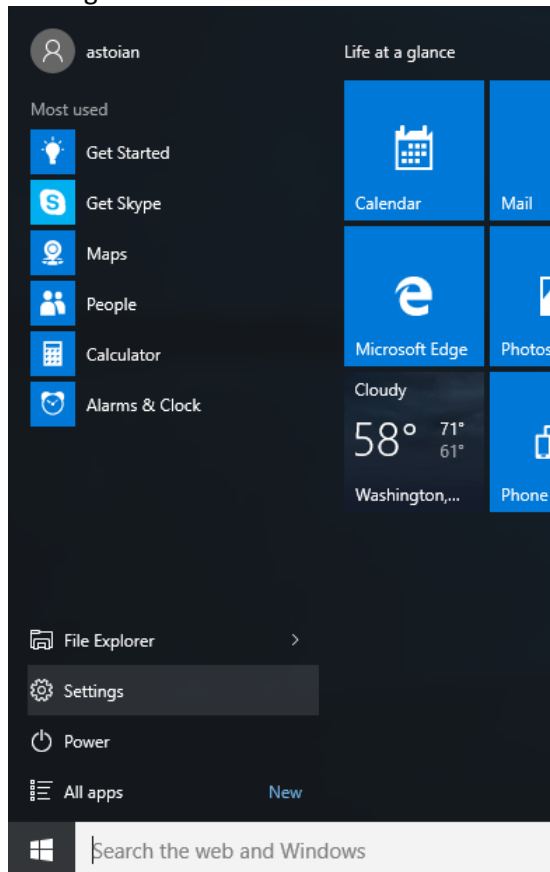 astoian
Most used
Get Started
Get Skype
Maps
People
Calculator
Alarms & Clock
File Explorer
Settings
Power
All apps New
Search the web and Windows
Life at a glance
Calendar
Mail
Microsoft Edge
Photos
Cloudy
58° 71°
61°
Washington,...
Phone